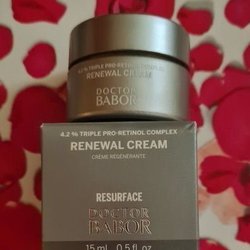 4.2 % TRIPLE PRO-RETINOL COMPLEX
RENEWAL CREAM
DOCTOR
BABOR
4.2 % TRIPLE PRO-RETINOL COMPLEX
RENEWAL CREAM
CRÈME RÉGÉNÉRANTE
RESURFACE
DOCTOR
BABOR
15 ml 0.5 fl. oz